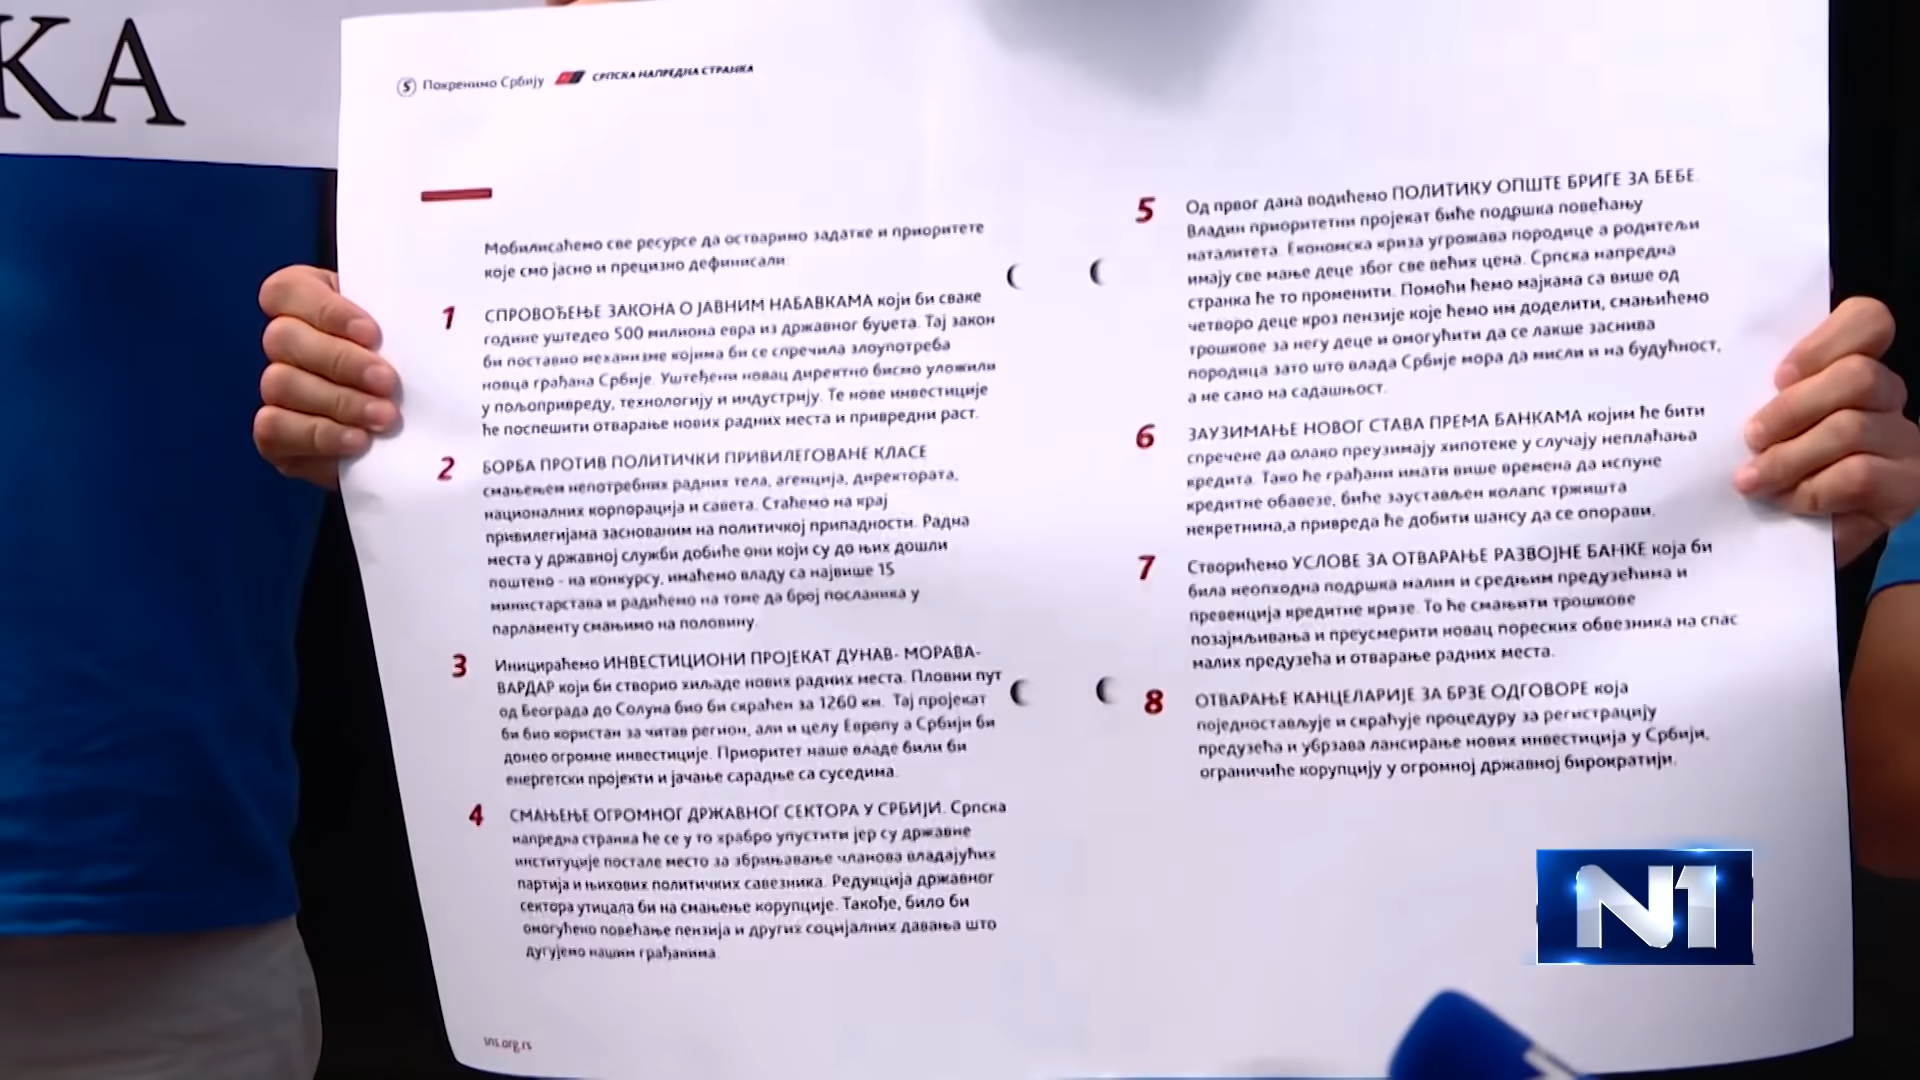 КА
5 Покренимо Србију СРПСКА НАПРЕДНА СТРАНКА
Мобилисаћемо све ресурсе да остваримо задатке и приоритете
које смо јасно и прецизно дефинисали:
1 СПРОВОЂЕЊЕ ЗАКОНА О ЈАВНИМ НАБАВКАМА који би сваке
године уштедео 500 милиона евра из државног буџета. Тај закон
би поставио механизме којима би се спречила злоупотреба
новца грађана Србије. Уштеђени новац директно бисмо уложили
у пољопривреду, технологију и индустрију. Те нове инвестиције
ће поспешити отварање нових радних места и привредни раст.
2 БОРБА ПРОТИВ ПОЛИТИЧКИ ПРИВИЛЕГОВАНЕ КЛАСЕ
смањењем непотребних радних тела, агенција, директората,
националних корпорација и савета. Стаћемо на крај
привилегијама заснованим на политичкој припадности. Радна
места у државној служби добиће они који су до њих дошли
поштено - на конкурсу, имаћемо владу са највише 15
министарстава и радићемо на томе да број посланика у
парламенту смањимо на половину.
3 Иницираћемо ИНВЕСТИЦИОНИ ПРОЈЕКАТ ДУНАВ- МОРАВА-
ВАРДАР који би створио хиљаде нових радних места. Пловни пут
од Београда до Солуна био би скраћен за 1260 км. Тај пројекат
би био користан за читав регион, али и целу Европу а Србији би
донео огромне инвестиције. Приоритет наше владе били би
енергетски пројекти и јачање сарадње са суседима.
4 СМАЊЕЊЕ ОГРОМНОГ ДРЖАВНОГ СЕКТОРА У СРБИЈИ. Српска
напредна странка ће се у то храбро упустити јер су државне
институције постале место за збрињавање чланова владајућих
партија и њихових политичких савезника. Редукција државног
сектора утицала би на смањење корупције. Такође, било би
омогућено повећање пензија и других социјалних давања што
дугујемо нашим грађанима.
sns.org.rs
5 Од првог дана водићемо ПОЛИТИКУ ОПШТЕ БРИГЕ ЗА БЕБЕ.
Владин приоритетни пројекат биће подршка повећању
наталитета. Економска криза угрожава породице а родитељи
имају све мање деце због све већих цена. Српска напредна
странка ће то променити. Помоћи ћемо мајкама са више од
четворо деце кроз пензије које ћемо им доделити, смањићемо
трошкове за негу деце и омогућити да се лакше заснива
породица зато што влада Србије мора да мисли и на будућност,
а не само на садашњост.
6 ЗАУЗИМАЊЕ НОВОГ СТАВА ПРЕМА БАНКАМА којим ће бити
спречене да олако преузимају хипотеке у случају неплаћања
кредита. Тако ће грађани имати више времена да испуне
кредитне обавезе, биће заустављен колапс тржишта
некретнина,а привреда ће добити шансу да се опорави.
7 Створићемо УСЛОВЕ ЗА ОТВАРАЊЕ РАЗВОЈНЕ БАНКЕ која би
била неопходна подршка малим и средњим предузећима и
превенција кредитне кризе. То ће смањити трошкове
позајмљивања и преусмерити новац пореских обвезника на спас
малих предузећа и отварање радних места.
8 ОТВАРАЊЕ КАНЦЕЛАРИЈЕ ЗА БРЗЕ ОДГОВОРЕ која
поједностављује и скраћује процедуру за регистрацију
предузећа и убрзава лансирање нових инвестиција у Србији,
ограничиће корупцију у огромној државној бирократији.
N1